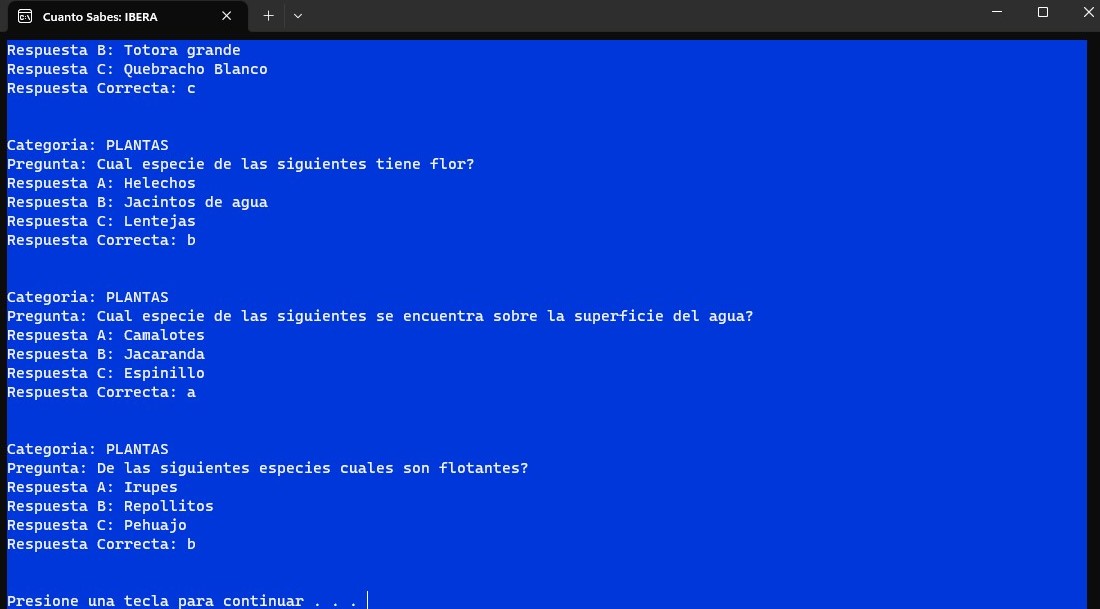 Cuanto Sabes: IBERA
Respuesta B: Totora grande
Respuesta C: Quebracho Blanco
Respuesta Correcta: c
Categoria: PLANTAS
Pregunta: Cual especie de las siguientes tiene flor?
Respuesta A: Helechos
Respuesta B: Jacintos de agua
Respuesta C: Lentejas
Respuesta Correcta: b
Categoria: PLANTAS
Pregunta: Cual especie de las siguientes se encuentra sobre la superficie del agua?
Respuesta A: Camalotes
Respuesta B: Jacaranda
Respuesta C: Espinillo
Respuesta Correcta: a
Categoria: PLANTAS
Pregunta: De las siguientes especies cuales son flotantes?
Respuesta A: Irupes
Respuesta B: Repollitos
Respuesta C: Pehuajo
Respuesta Correcta: b
Presione una tecla para continuar . . .